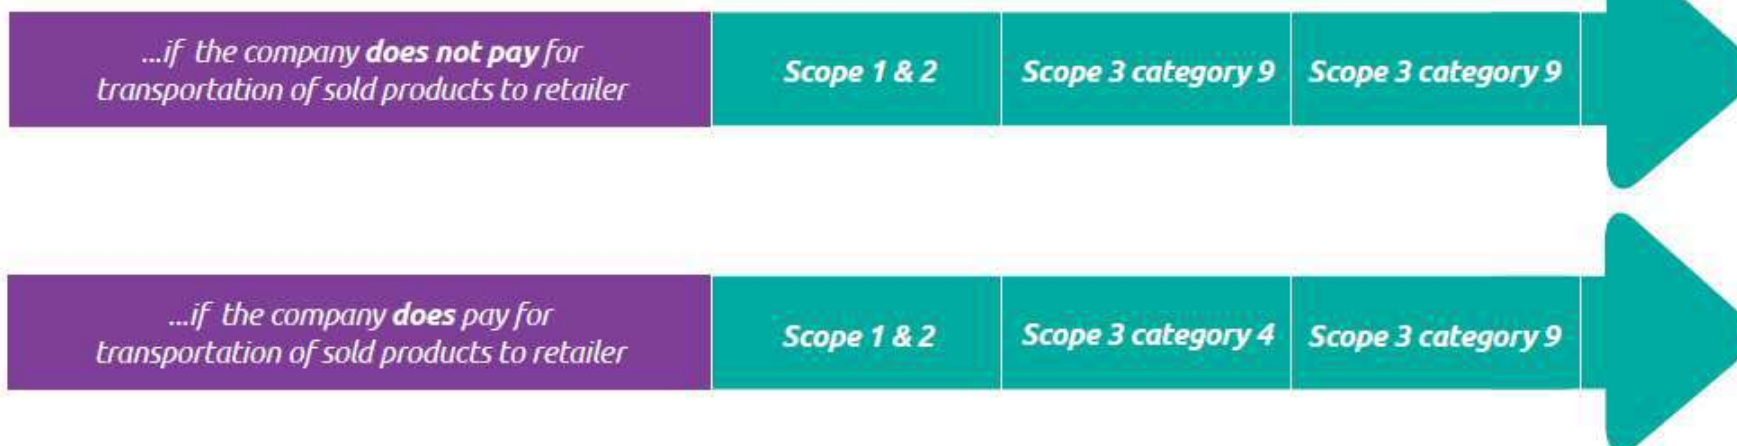 ...if the company does not pay for
transportation of sold products to retailer
Scope 1 & 2
Scope 3 category 9
Scope 3 category 9
...if the company does pay for
transportation of sold products to retailer
Scope 1 & 2
Scope 3 category 4
Scope 3 category 9